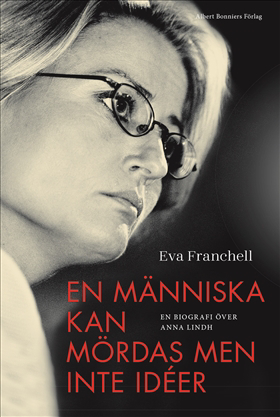 Albert Bonniers Förlag
Eva Franchell
EN MÄNNISKA
KAN
EN BIOGRAFI ÖVER
ANNA LINDH
MÖRDAS MEN
INTE IDÉER